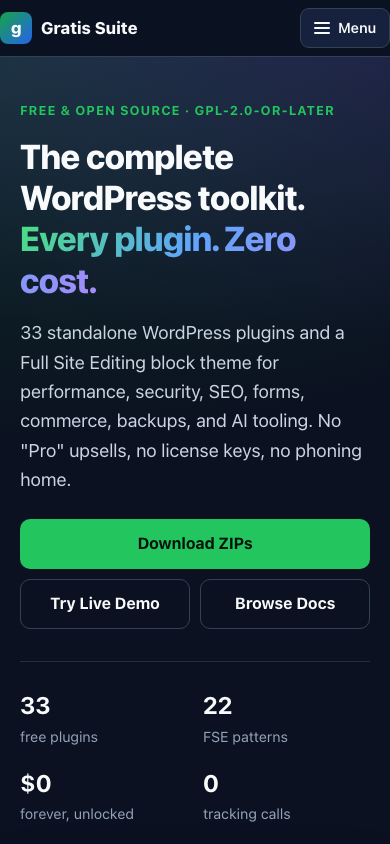 g Gratis Suite
Menu
FREE & OPEN SOURCE · GPL-2.0-OR-LATER
The complete
WordPress toolkit.
Every plugin. Zero
cost.
33 standalone WordPress plugins and a
Full Site Editing block theme for
performance, security, SEO, forms,
commerce, backups, and AI tooling. No
"Pro" upsells, no license keys, no phoning
home.
Download ZIPs
Try Live Demo
Browse Docs
33
free plugins
22
FSE patterns
$0
forever, unlocked
0
tracking calls